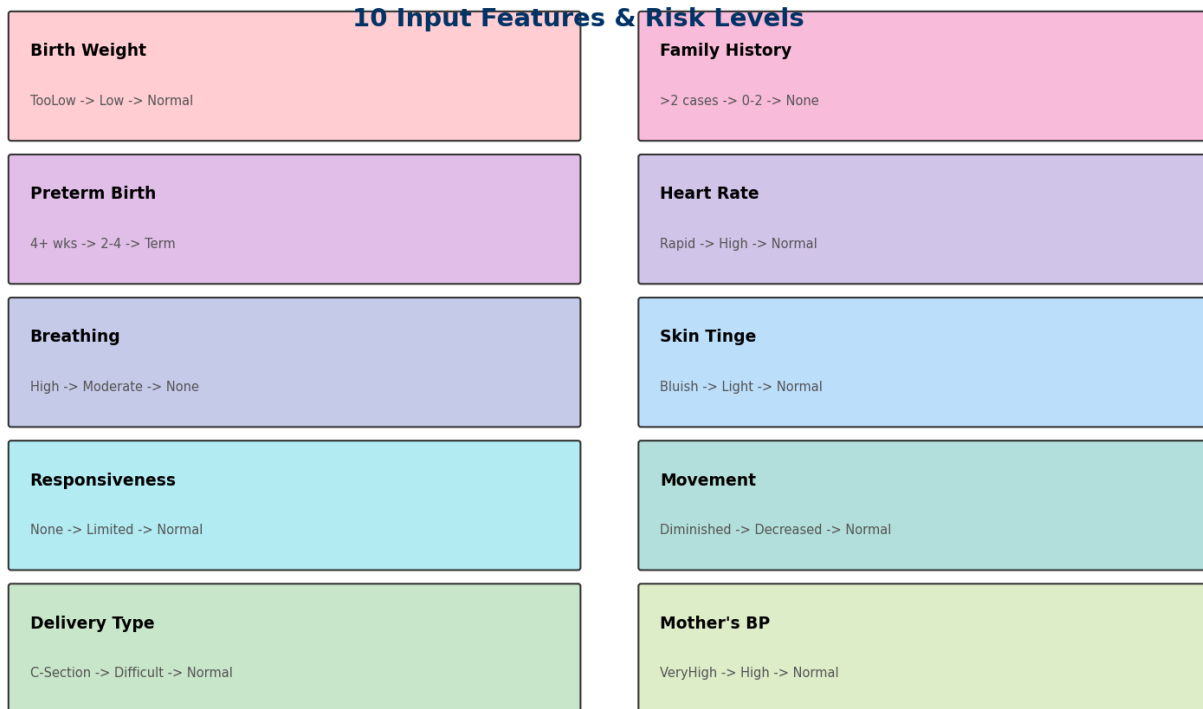 10 Input Features & Risk Levels
Birth Weight
TooLow -> Low -> Normal
Family History
>2 cases -> 0-2 -> None
Preterm Birth
4+ wks -> 2-4 -> Term
Heart Rate
Rapid -> High -> Normal
Breathing
High -> Moderate -> None
Skin Tinge
Bluish -> Light -> Normal
Responsiveness
None -> Limited -> Normal
Movement
Diminished -> Decreased -> Normal
Delivery Type
C-Section -> Difficult -> Normal
Mother's BP
VeryHigh -> High -> Normal